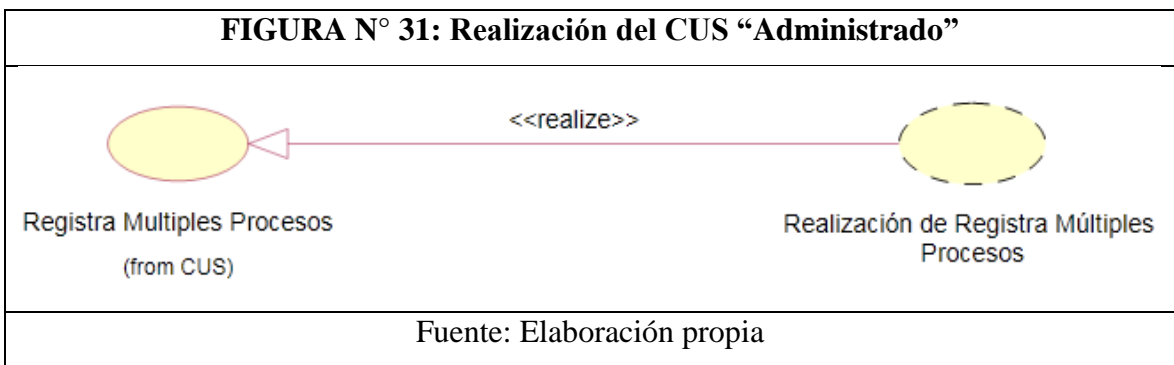 FIGURA N° 31: Realización del CUS “Administrado”
<<realize>>
Registra Multiples Procesos
(from CUS)
Realización de Registra Múltiples
Procesos
Fuente: Elaboración propia